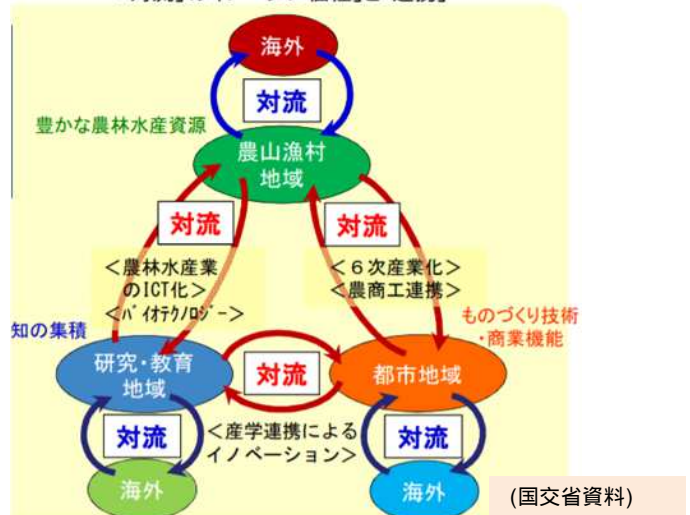 海外
対流
豊かな農林水産資源
農山漁村
地域
対流
対流
＜農林水産業
のICT化＞
＜ﾊﾞｲｵﾃｸﾉﾛｼﾞｰ＞
＜６次産業化＞
＜農商工連携＞
知の集積
ものづくり技術
・商業機能
研究・教育
地域
対流
都市地域
対流
＜産学連携による
イノベーション＞
対流
海外
海外
(国交省資料)